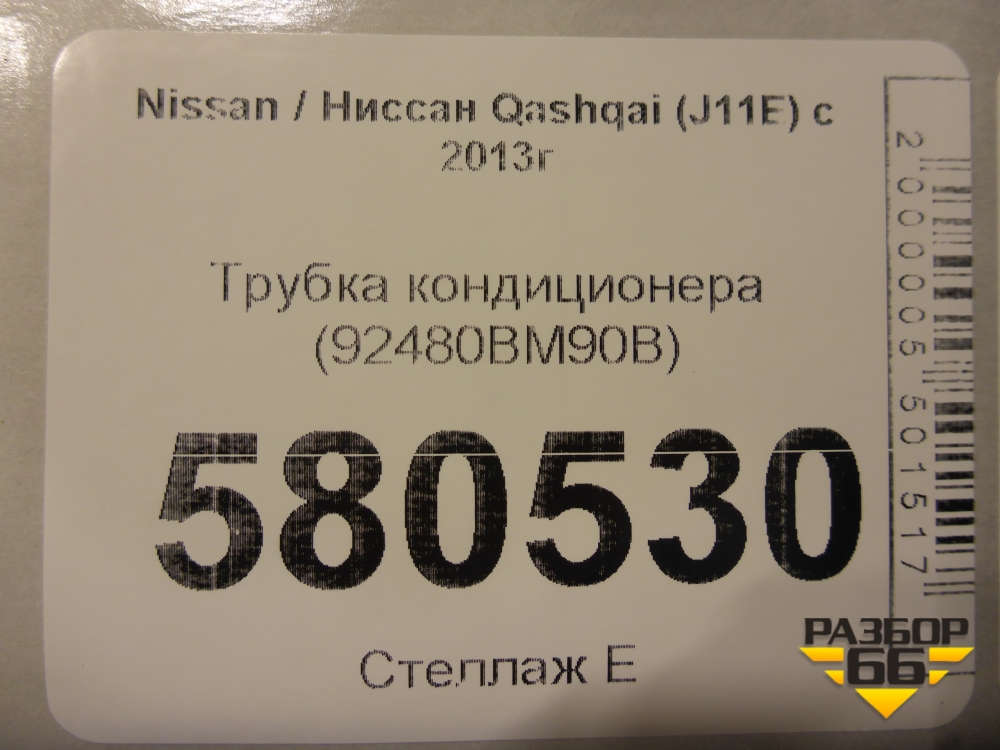 Nissan / Ниссан Qashqai (J11E) с
2013г
Трубка кондиционера
(92480BM90B)
580530
Стеллаж Е
2000005501517
РАЗБОР
66